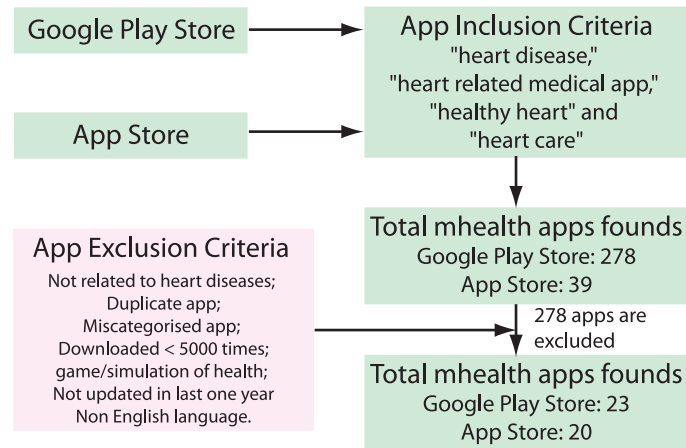 Google Play Store
App Store
App Inclusion Criteria
"heart disease,"
"heart related medical app,"
"healthy heart" and
"heart care"
Total mhealth apps founds
Google Play Store: 278
App Store: 39
App Exclusion Criteria
Not related to heart diseases;
Duplicate app;
Miscategorised app;
Downloaded < 5000 times;
game/simulation of health;
Not updated in last one year
Non English language.
278 apps are
excluded
Total mhealth apps founds
Google Play Store: 23
App Store: 20